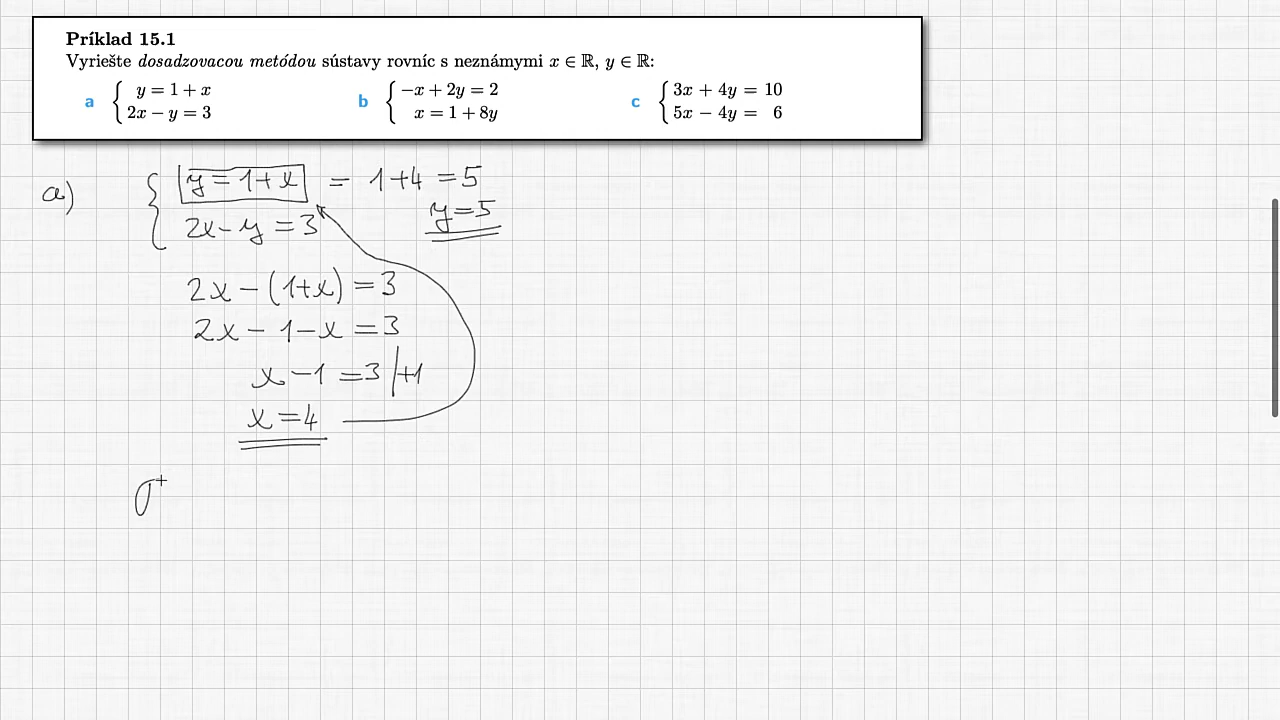 Príklad 15.1
Vyriešte dosadzovacou metódou sústavy rovníc s neznámymi x ∈ ℝ, y ∈ ℝ:
a { y = 1 + x
2x − y = 3
b { −x + 2y = 2
x = 1 + 8y
c { 3x + 4y = 10
5x − 4y = 6
a) { y = 1+x = 1+4 = 5
y = 5
2x − y = 3
2x − (1+x) = 3
2x − 1 − x = 3
x − 1 = 3 /+1
x = 4